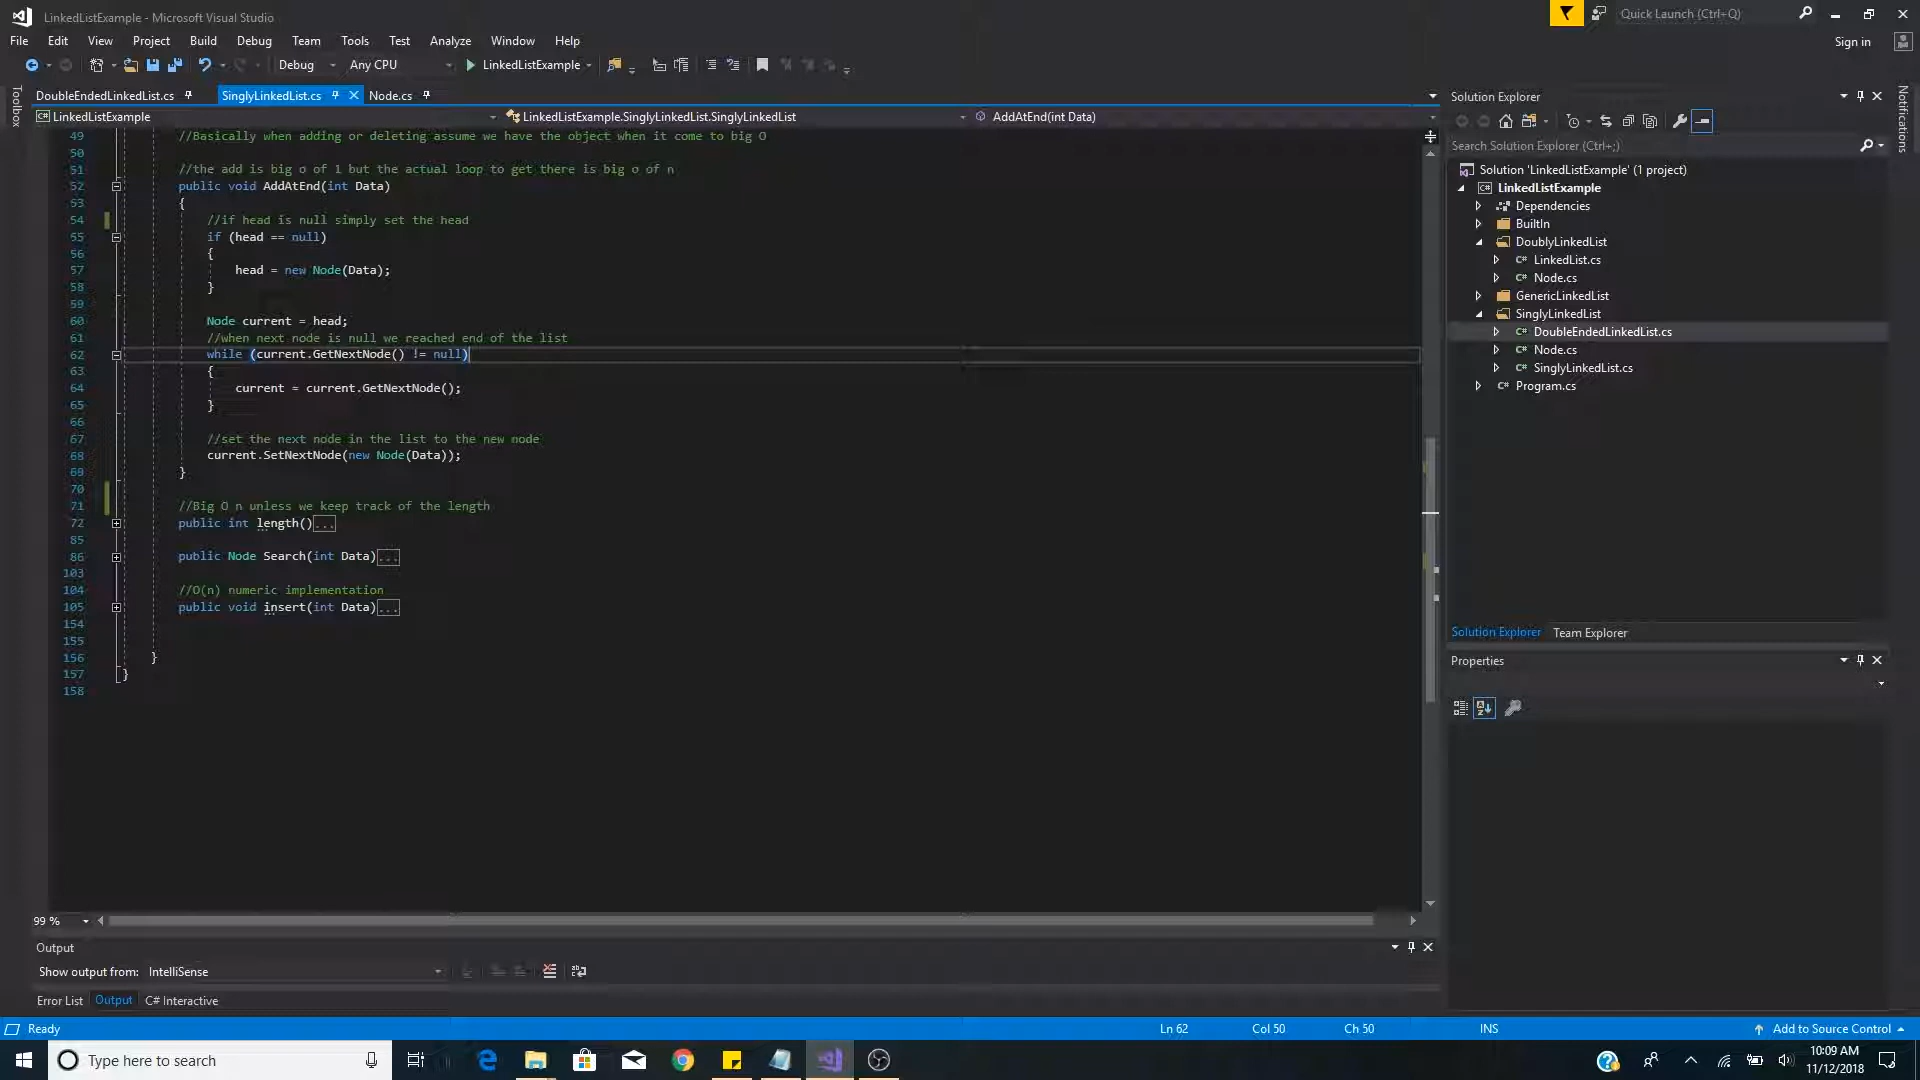 LinkedListExample - Microsoft Visual Studio
Quick Launch (Ctrl+Q)
File Edit View Project Build Debug Team Tools Test Analyze Window Help
Sign in
Debug Any CPU LinkedListExample
Toolbox
DoubleEndedLinkedList.cs SinglyLinkedList.cs Node.cs
LinkedListExample LinkedListExample.SinglyLinkedList.SinglyLinkedList AddAtEnd(int Data)
49 //Basically when adding or deleting assume we have the object when it come to big O
50
51 //the add is big o of 1 but the actual loop to get there is big o of n
52 public void AddAtEnd(int Data)
53 {
54 //if head is null simply set the head
55 if (head == null)
56 {
57 head = new Node(Data);
58 }
59
60 Node current = head;
61 //when next node is null we reached end of the list
62 while (current.GetNextNode() != null)
63 {
64 current = current.GetNextNode();
65 }
66
67 //set the next node in the list to the new node
68 current.SetNextNode(new Node(Data));
69 }
70
71 //Big O n unless we keep track of the length
72 public int length()...
85
86 public Node Search(int Data)...
103
104 //O(n) numeric implementation
105 public void insert(int Data)...
154
155
156 }
157 }
158
99 %
Output
Show output from: IntelliSense
Error List Output C# Interactive
Solution Explorer
Search Solution Explorer (Ctrl+;)
Solution 'LinkedListExample' (1 project)
C# LinkedListExample
Dependencies
BuiltIn
DoublyLinkedList
C# LinkedList.cs
C# Node.cs
GenericLinkedList
SinglyLinkedList
C# DoubleEndedLinkedList.cs
C# Node.cs
C# SinglyLinkedList.cs
C# Program.cs
Solution Explorer Team Explorer
Properties
Notifications
Ready Ln 62 Col 50 Ch 50 INS Add to Source Control
Type here to search
10:09 AM
11/12/2018